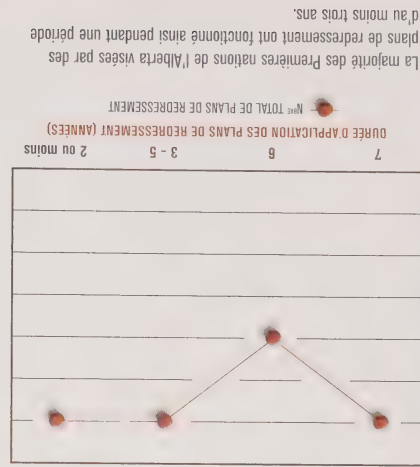 7 6 3 - 5 2 ou moins
DURÉE D'APPLICATION DES PLANS DE REDRESSEMENT (ANNÉES)
Nbre TOTAL DE PLANS DE REDRESSEMENT
La majorité des Premières nations de l'Alberta visées par des
plans de redressement ont fonctionné ainsi pendant une période
d'au moins trois ans.